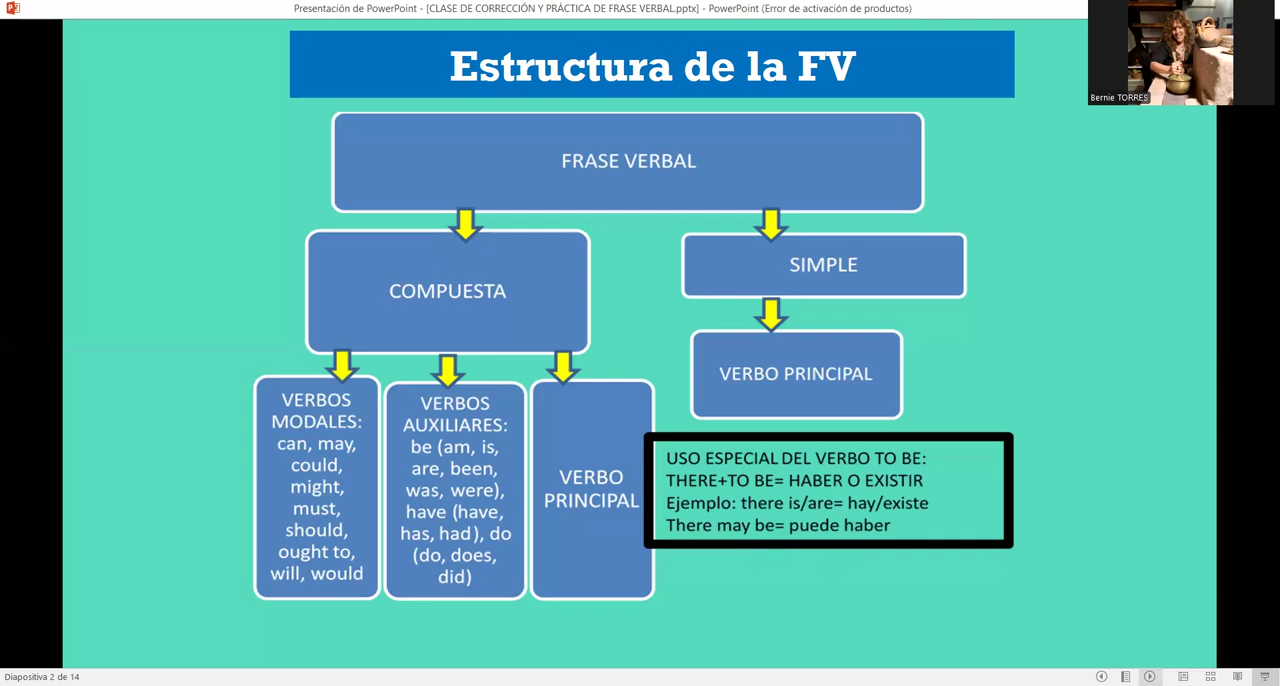 Presentación de PowerPoint - [CLASE DE CORRECCIÓN Y PRÁCTICA DE FRASE VERBAL.pptx] - PowerPoint (Error de activación de productos)
Bernie TORRES
Estructura de la FV
FRASE VERBAL
COMPUESTA
SIMPLE
VERBO PRINCIPAL
VERBOS
MODALES:
can, may,
could,
might,
must,
should,
ought to,
will, would
VERBOS
AUXILIARES:
be (am, is,
are, been,
was, were),
have (have,
has, had), do
(do, does,
did)
VERBO
PRINCIPAL
USO ESPECIAL DEL VERBO TO BE:
THERE+TO BE= HABER O EXISTIR
Ejemplo: there is/are= hay/existe
There may be= puede haber
Diapositiva 2 de 14